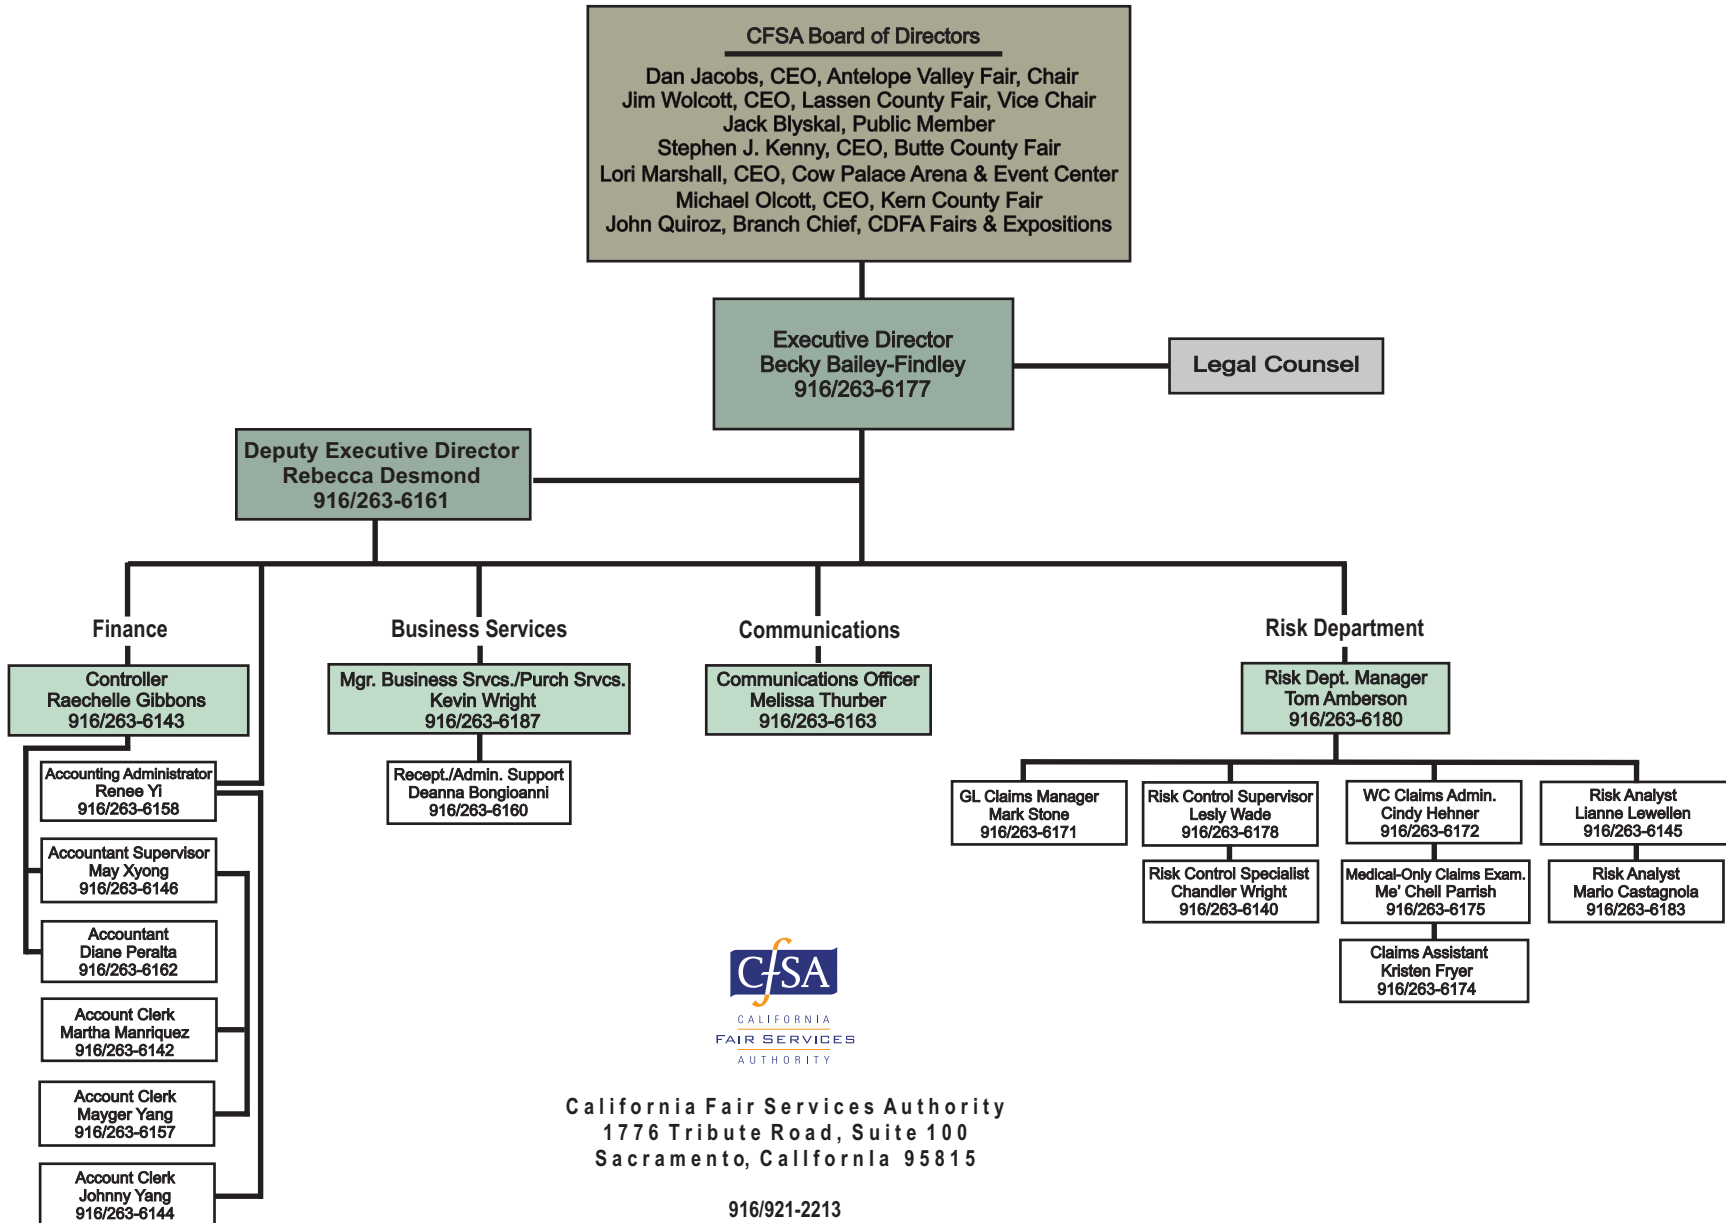 CFSA Board of Directors
Dan Jacobs, CEO, Antelope Valley Fair, Chair
Jim Wolcott, CEO, Lassen County Fair, Vice Chair
Jack Blyskal, Public Member
Stephen J. Kenny, CEO, Butte County Fair
Lori Marshall, CEO, Cow Palace Arena & Event Center
Michael Olcott, CEO, Kern County Fair
John Quiroz, Branch Chief, CDFA Fairs & Expositions
Executive Director
Becky Bailey-Findley
916/263-6177
Legal Counsel
Deputy Executive Director
Rebecca Desmond
916/263-6161
Finance
Controller
Raechelle Gibbons
916/263-6143
Accounting Administrator
Renee Yi
916/263-6158
Accountant Supervisor
May Xyong
916/263-6146
Accountant
Diane Peralta
916/263-6162
Account Clerk
Martha Manriquez
916/263-6142
Account Clerk
Mayger Yang
916/263-6157
Account Clerk
Johnny Yang
916/263-6144
Business Services
Mgr. Business Srvcs./Purch Srvcs.
Kevin Wright
916/263-6187
Recept./Admin. Support
Deanna Bongioanni
916/263-6160
Communications
Communications Officer
Melissa Thurber
916/263-6163
Risk Department
Risk Dept. Manager
Tom Amberson
916/263-6180
GL Claims Manager
Mark Stone
916/263-6171
Risk Control Supervisor
Lesly Wade
916/263-6178
Risk Control Specialist
Chandler Wright
916/263-6140
WC Claims Admin.
Cindy Hehner
916/263-6172
Medical-Only Claims Exam.
Me' Chell Parrish
916/263-6175
Claims Assistant
Kristen Fryer
916/263-6174
Risk Analyst
Lianne Lewellen
916/263-6145
Risk Analyst
Mario Castagnola
916/263-6183
CFSA
CALIFORNIA
FAIR SERVICES
AUTHORITY
California Fair Services Authority
1776 Tribute Road, Suite 100
Sacramento, California 95815
916/921-2213